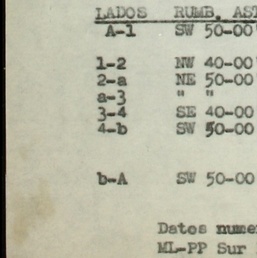 LADOS RUMB. AST
A-1 SW 50-00'
1-2 NW 40-00'
2-a NE 50-00'
a-3 " "
3-4 SE 40-00
4-b SW 50-00
b-A SW 50-00
Datos numer
ML-PP Sur